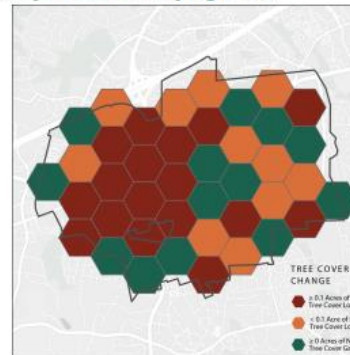 TREE COVER
CHANGE
≥ 0.1 Acres of
Tree Cover Lo
< 0.1 Acre of
Tree Cover Lo
≥0 Acres of
Tree Cover Ga